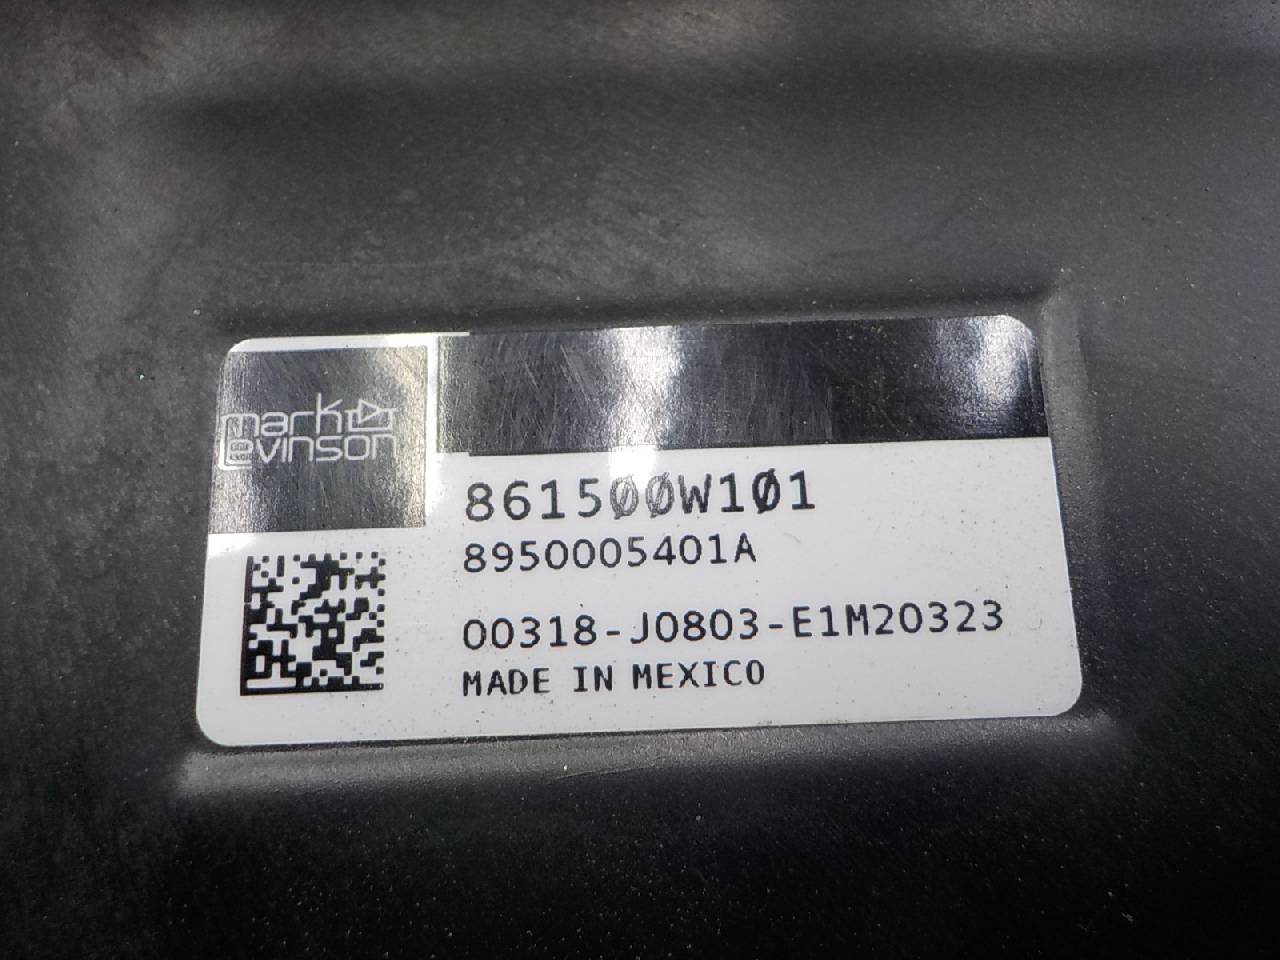 mark
Levinson
861500W101
8950005401A
00318-J0803-E1M20323
MADE IN MEXICO